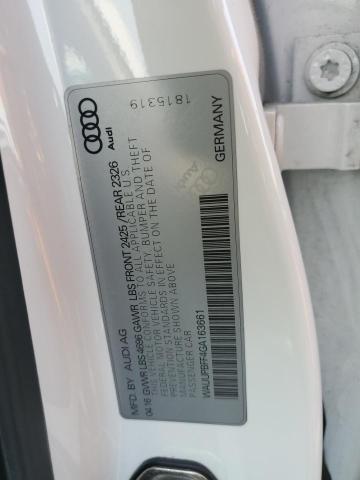 1815319
Audi
MFD. BY AUDI AG
04.16 GVWR LBS 4696 GAWR LBS FRONT 2425/REAR 2326
THIS VEHICLE CONFORMS TO ALL APPLICABLE U.S.
FEDERAL MOTOR VEHICLE SAFETY, BUMPER AND THEFT
PREVENTION STANDARDS IN EFFECT ON THE DATE OF
MANUFACTURE SHOWN ABOVE
PASSENGER CAR
WAUUPBFF4GA163661
GERMANY